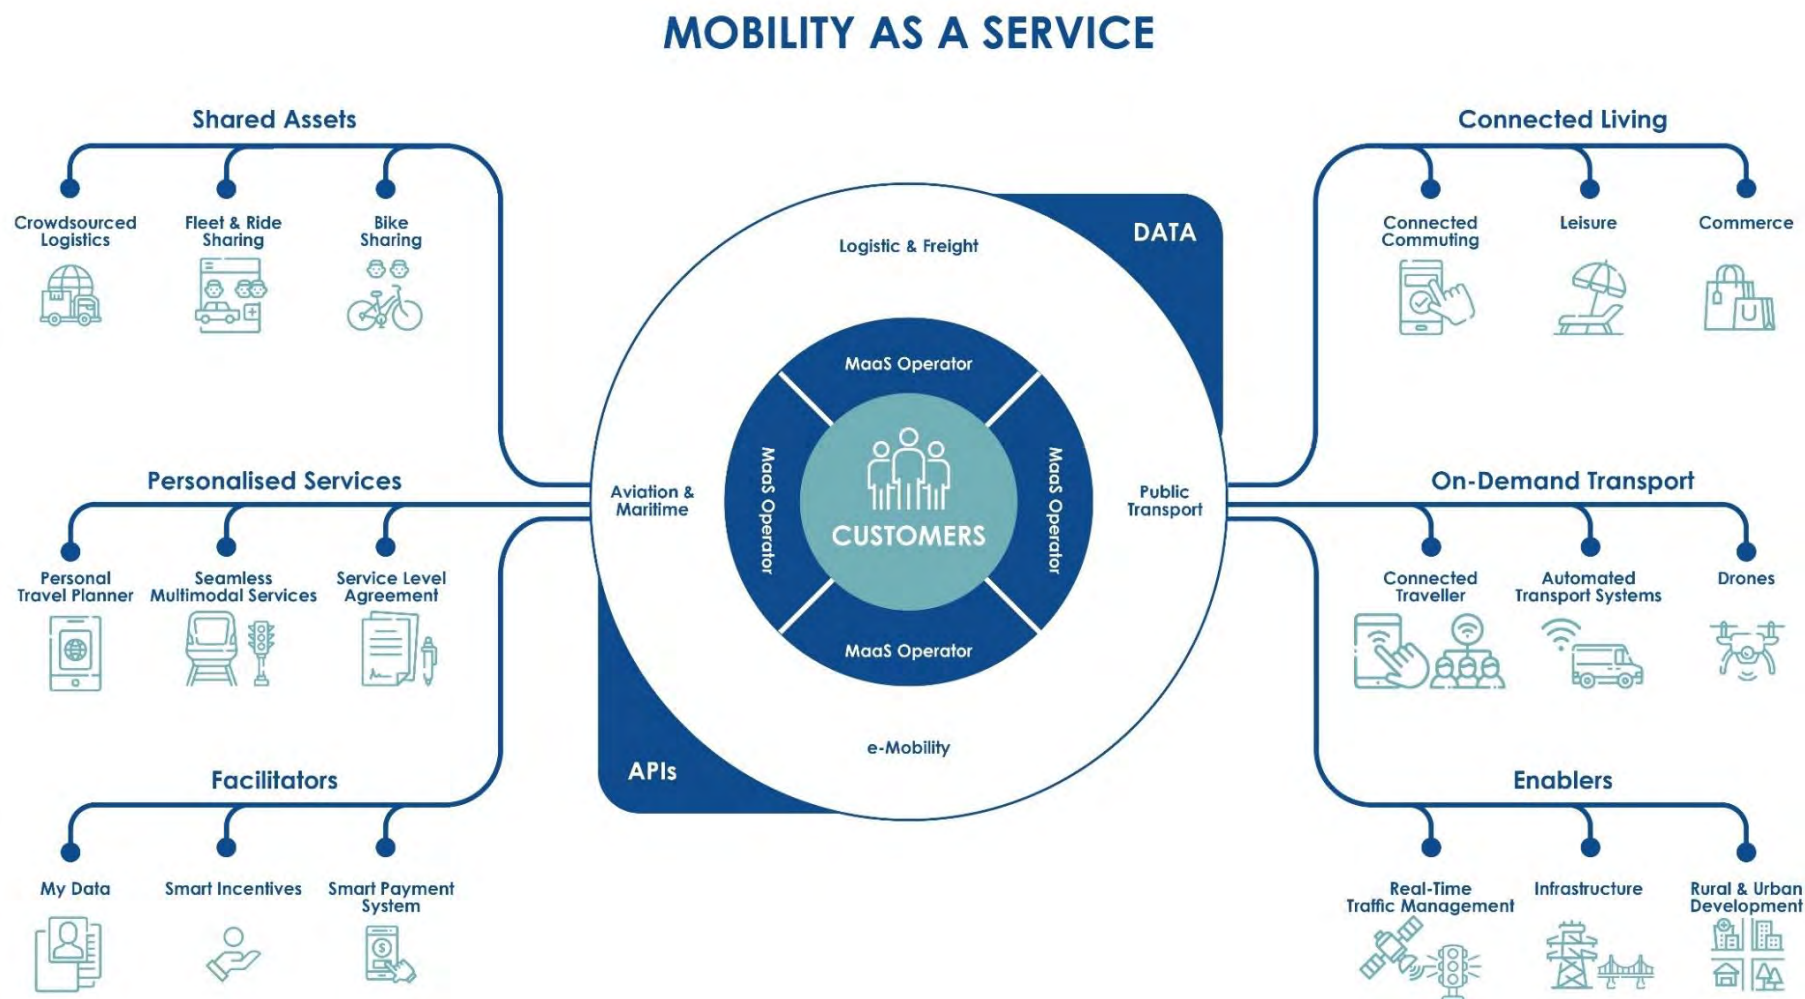 MOBILITY AS A SERVICE
Shared Assets
Crowdsourced
Logistics
Fleet & Ride
Sharing
Bike
Sharing
Personalised Services
Personal
Travel Planner
Seamless
Multimodal Services
Service Level
Agreement
Facilitators
My Data
Smart Incentives
Smart Payment
System
DATA
Logistic & Freight
MaaS Operator
Aviation &
Maritime
MaaS Operator
CUSTOMERS
MaaS Operator
Public
Transport
MaaS Operator
e-Mobility
APIs
Connected Living
Connected
Commuting
Leisure
Commerce
On-Demand Transport
Connected
Traveller
Automated
Transport Systems
Drones
Enablers
Real-Time
Traffic Management
Infrastructure
Rural & Urban
Development